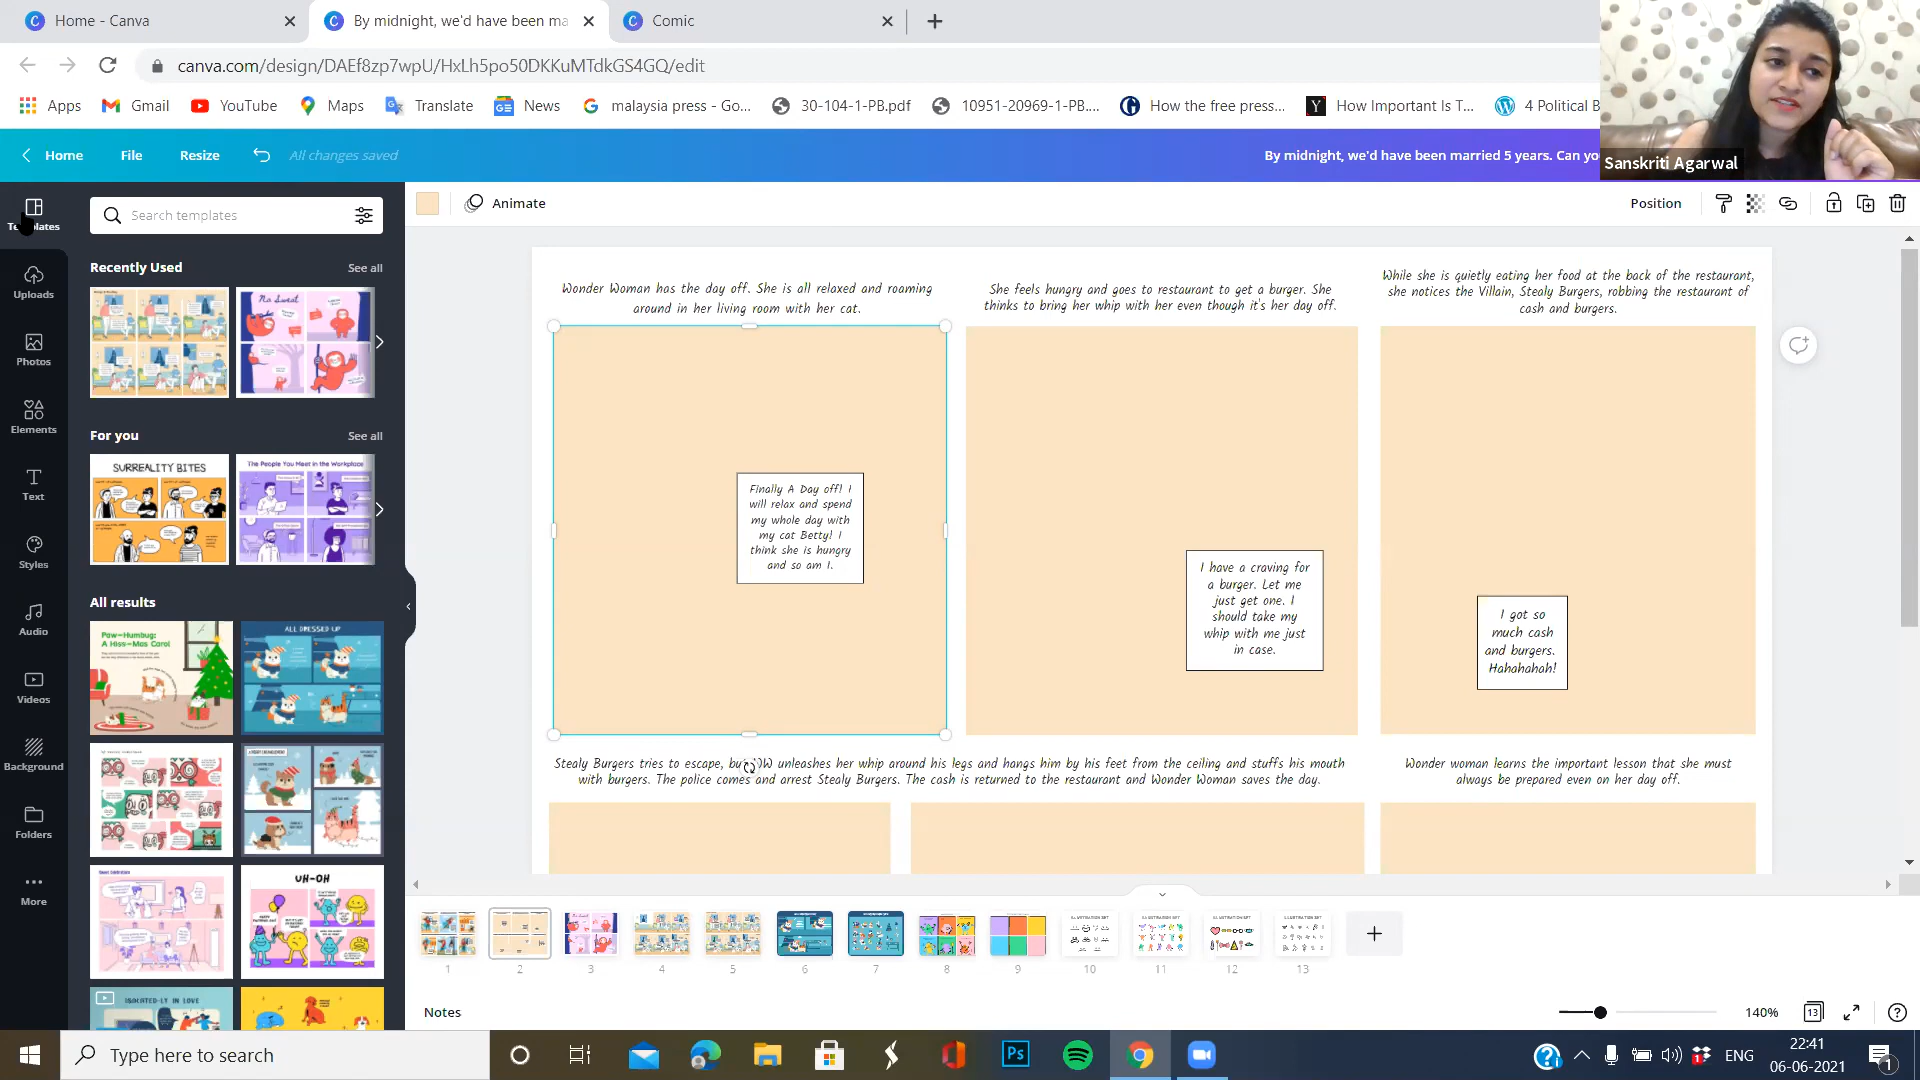 Home - Canva
By midnight, we'd have been ma
Comic
canva.com/design/DAEf8zp7wpU/HxLh5po50DKKuMTdkGS4GQ/edit
Apps
Gmail
YouTube
Maps
Translate
News
malaysia press - Go...
30-104-1-PB.pdf
10951-20969-1-PB....
How the free press...
How Important Is T...
4 Political B
Sanskriti Agarwal
Home
File
Resize
All changes saved
By midnight, we'd have been married 5 years. Can yo
Templates
Uploads
Photos
Elements
Text
Styles
Audio
Videos
Background
Folders
More
Search templates
Recently Used
See all
No Sweat
For you
See all
SURREALITY BITES
The People You Meet in the Workplace
All results
Paw-Humbug:
A Hiss-Mas Carol
ALL DRESSED UP
UH-OH
ISOLATED-LY IN LOVE
Animate
Position
Wonder Woman has the day off. She is all relaxed and roaming
around in her living room with her cat.
She feels hungry and goes to restaurant to get a burger. She
thinks to bring her whip with her even though it's her day off.
While she is quietly eating her food at the back of the restaurant,
she notices the Villain, Stealy Burgers, robbing the restaurant of
cash and burgers.
Finally A Day off! I
will relax and spend
my whole day with
my cat Betty! I
think she is hungry
and so am I.
I have a craving for
a burger. Let me
just get one. I
should take my
whip with me just
in case.
I got so
much cash
and burgers.
Hahahahah!
Stealy Burgers tries to escape, but WW unleashes her whip around his legs and hangs him by his feet from the ceiling and stuffs his mouth
with burgers. The police comes and arrest Stealy Burgers. The cash is returned to the restaurant and Wonder Woman saves the day.
Wonder woman learns the important lesson that she must
always be prepared even on her day off.
1
2
3
4
5
6
7
8
9
10
11
12
13
Notes
140%
13
Type here to search
Ps
ENG
22:41
06-06-2021
1